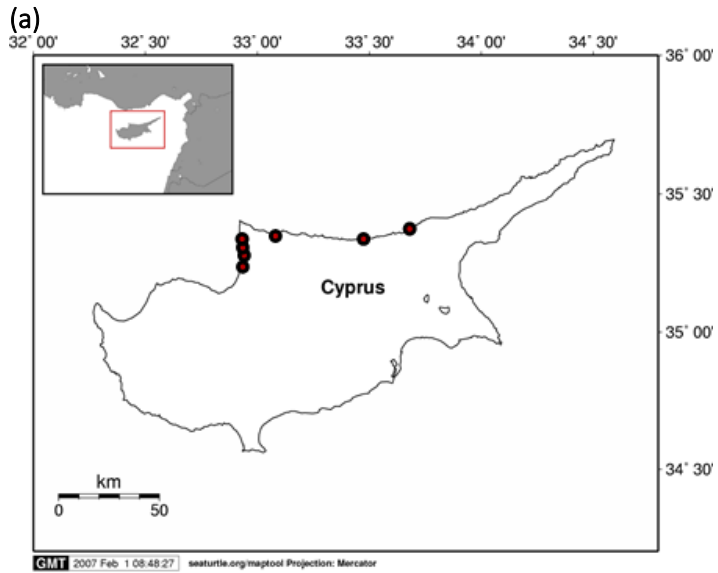 (a)
32˚ 00' 32˚ 30' 33˚ 00' 33˚ 30' 34˚ 00' 34˚ 30'
36˚ 00'
35˚ 30'
Cyprus
35˚ 00'
34˚ 30'
km
0 50
GMT 2007 Feb 1 08:48:27 seaturtle.org/maptool Projection: Mercator